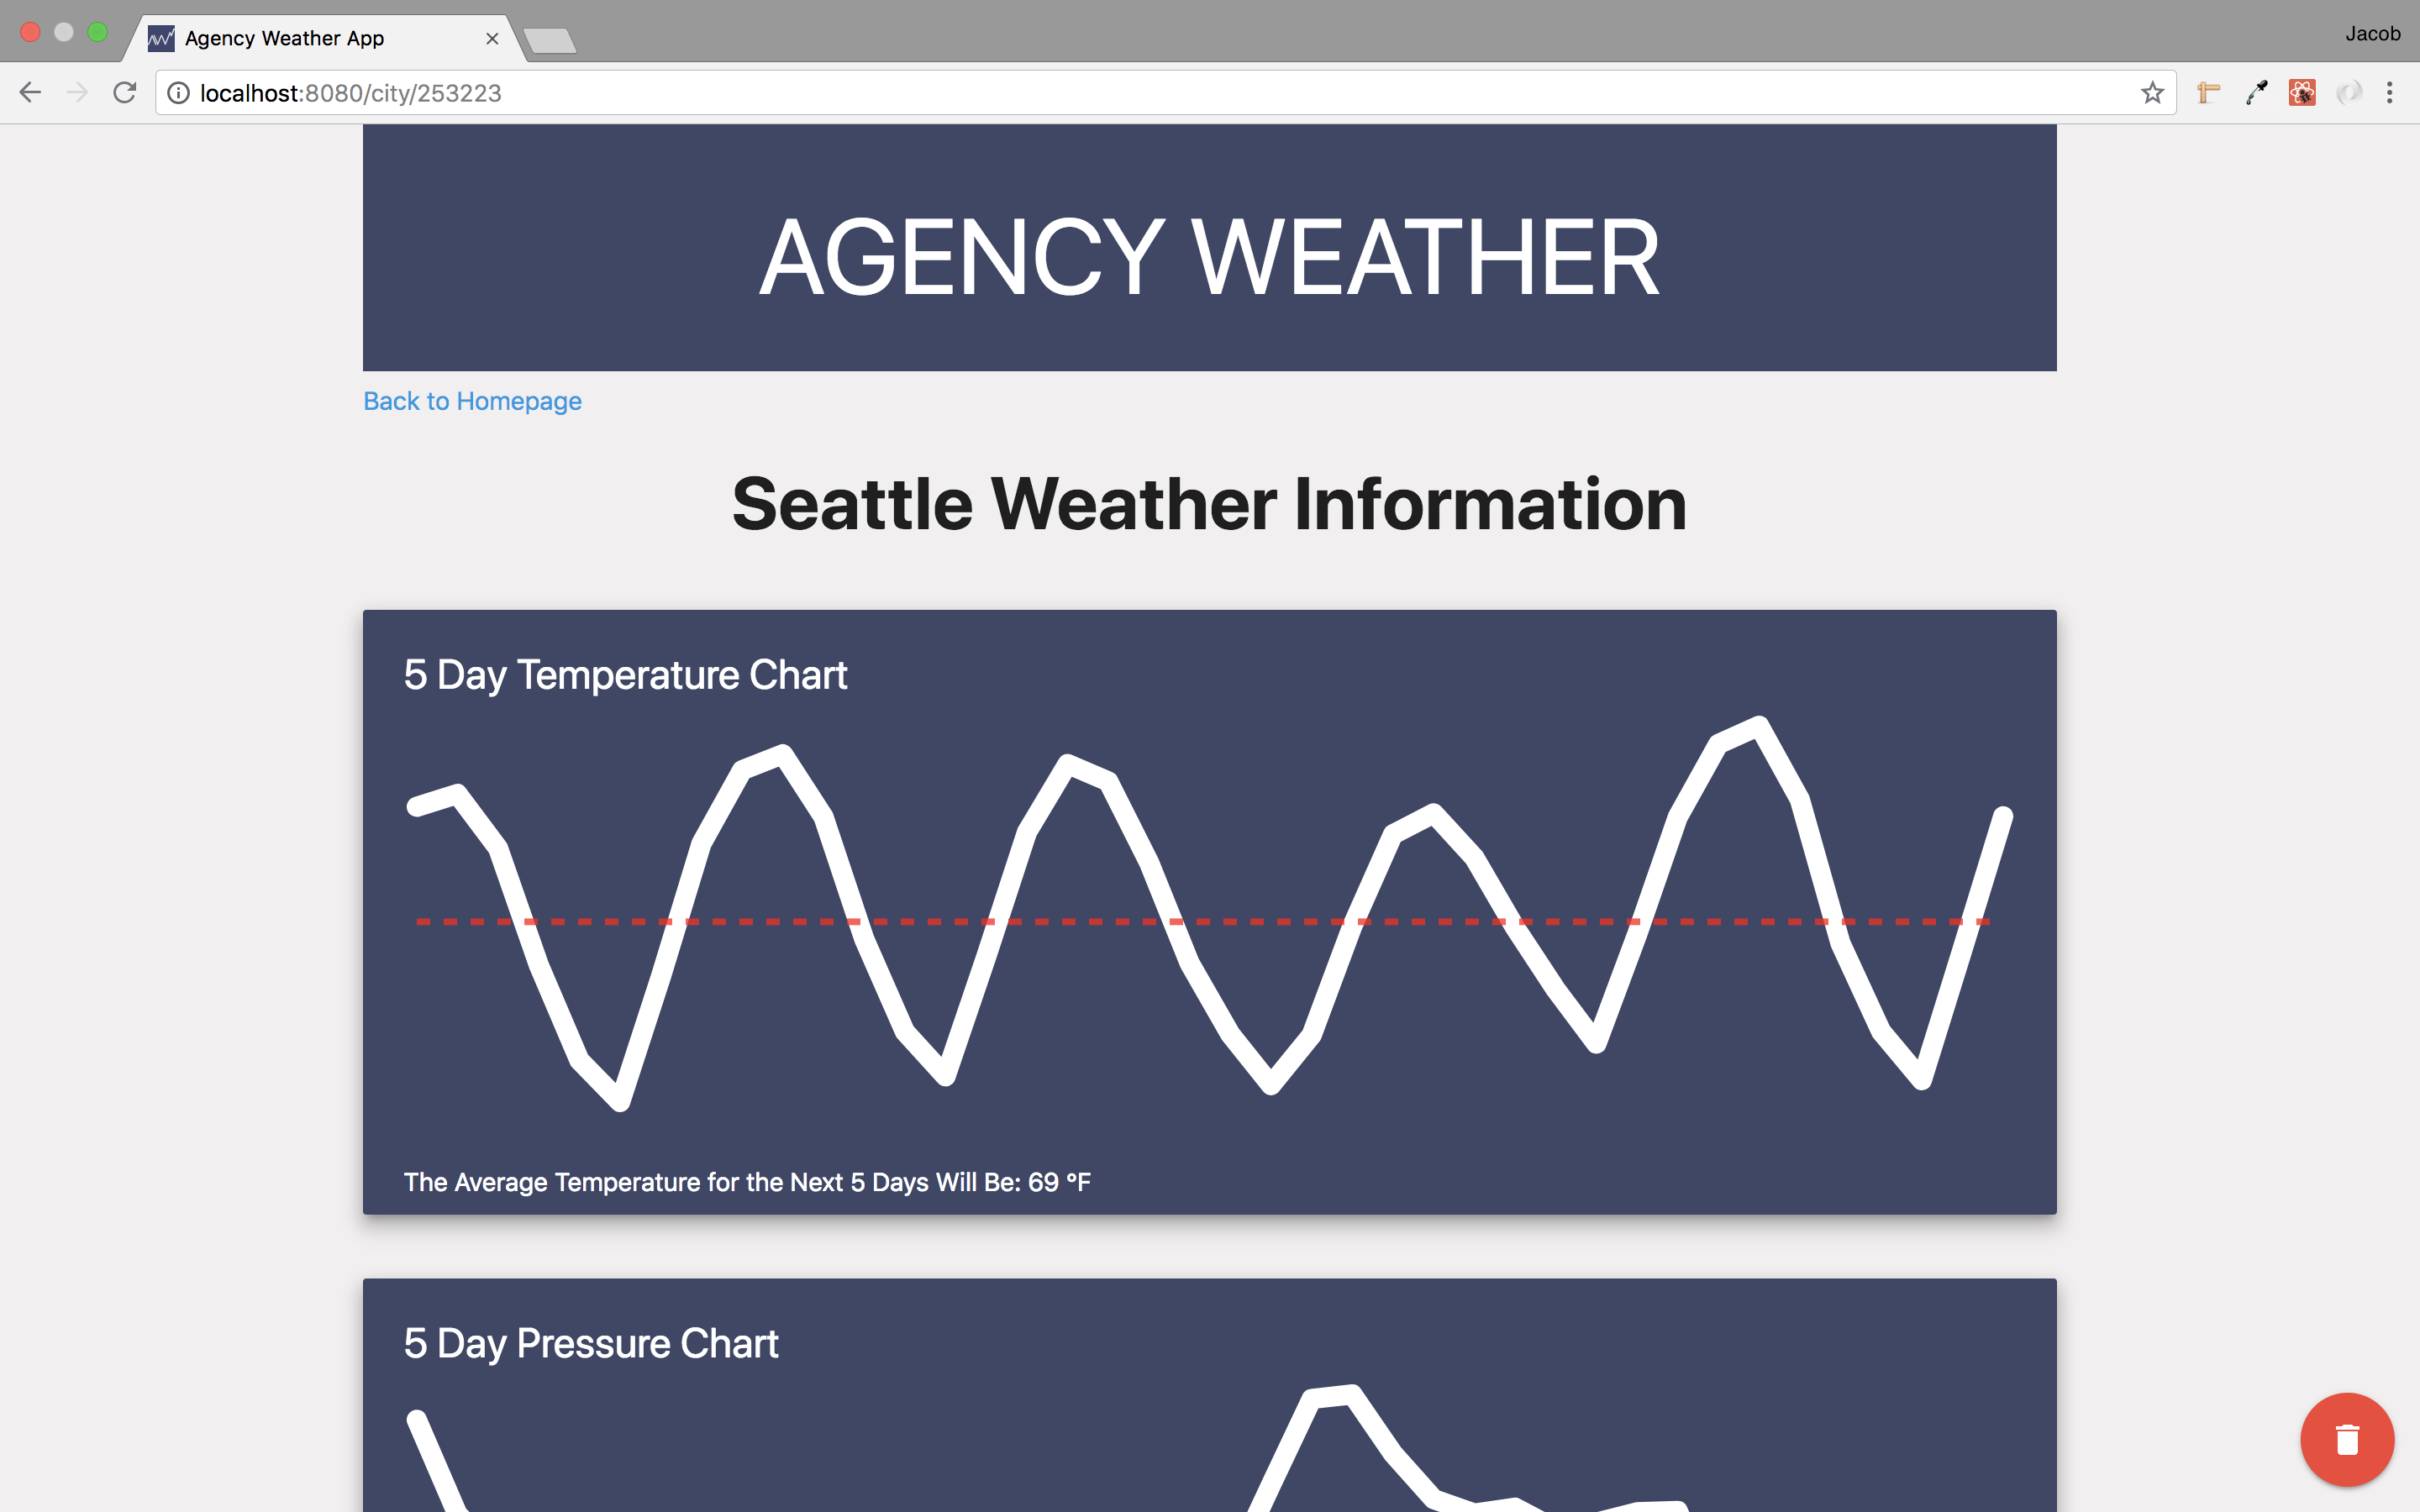 Agency Weather App
Jacob
localhost:8080/city/253223
AGENCY WEATHER
Back to Homepage
Seattle Weather Information
5 Day Temperature Chart
The Average Temperature for the Next 5 Days Will Be: 69 °F
5 Day Pressure Chart